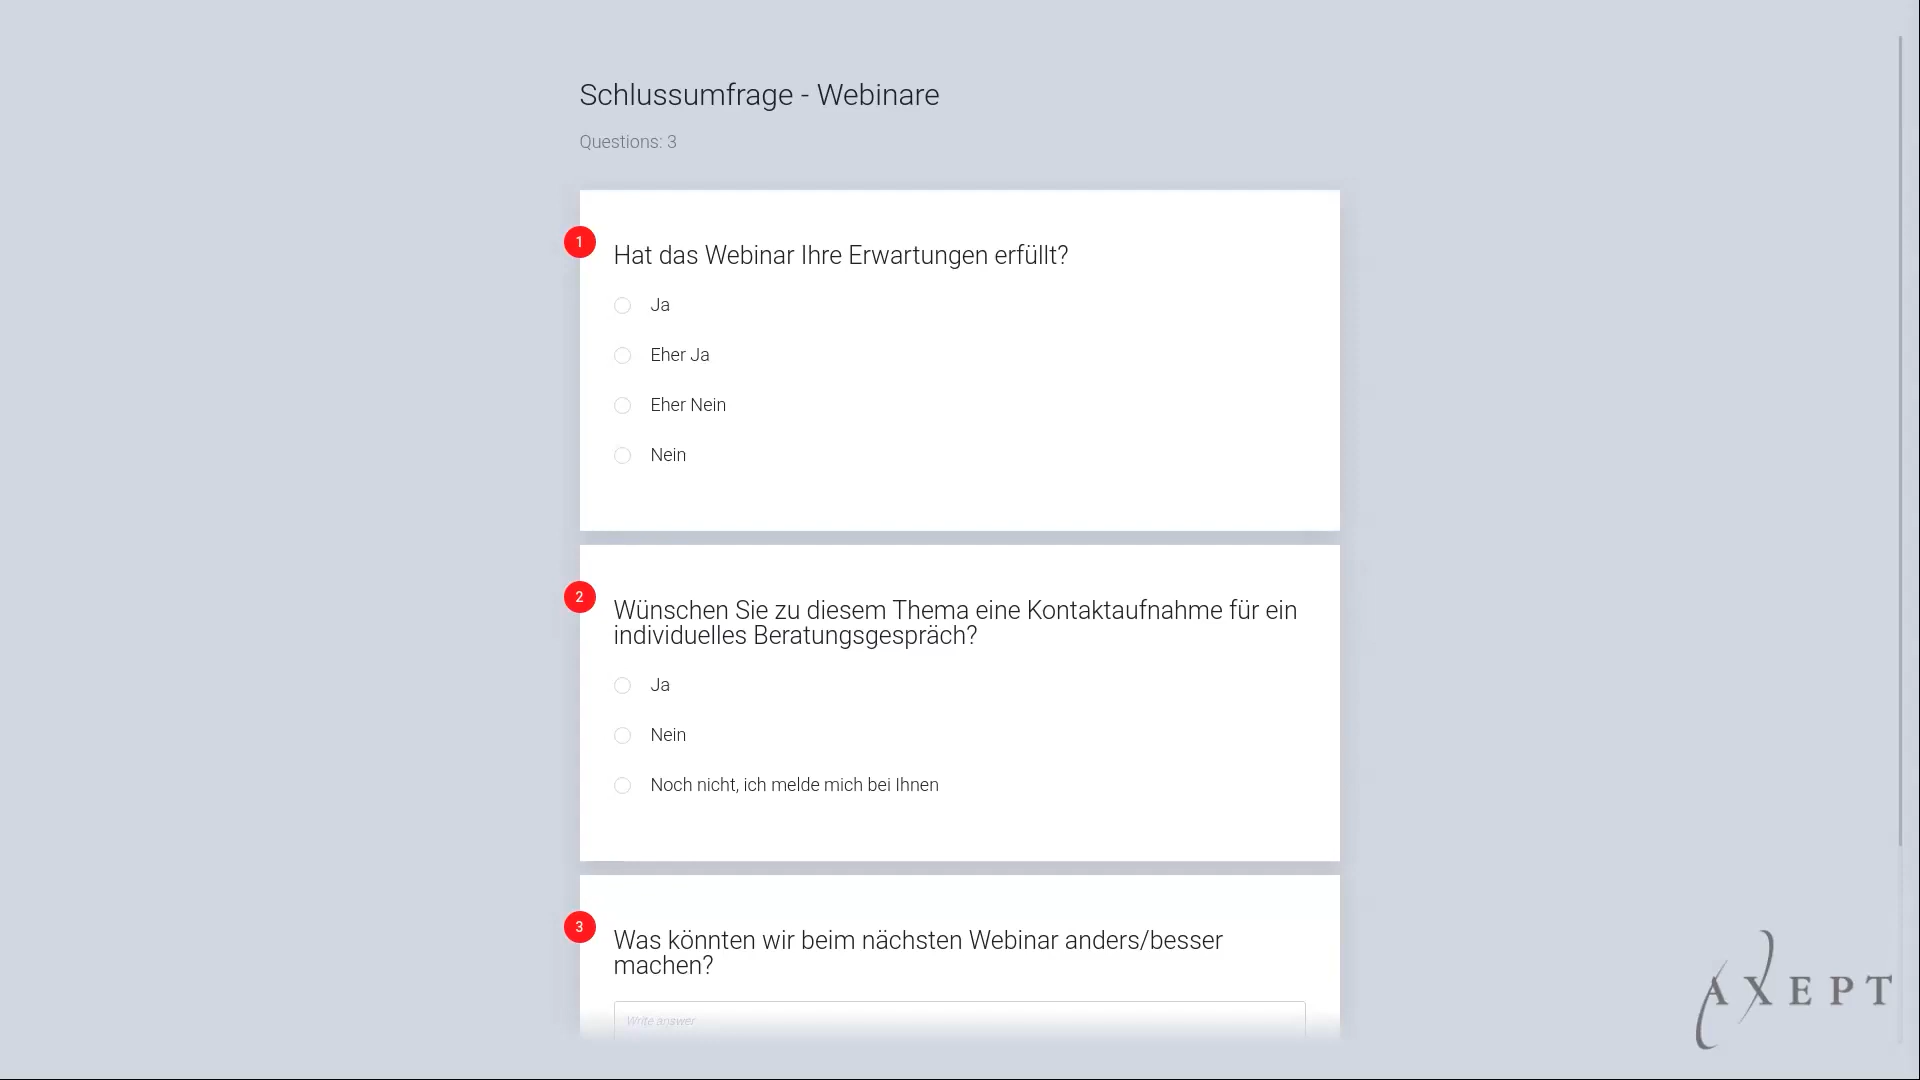 Schlussumfrage - Webinare
Questions: 3
1
Hat das Webinar Ihre Erwartungen erfüllt?
Ja
Eher Ja
Eher Nein
Nein
2
Wünschen Sie zu diesem Thema eine Kontaktaufnahme für ein
individuelles Beratungsgespräch?
Ja
Nein
Noch nicht, ich melde mich bei Ihnen
3
Was könnten wir beim nächsten Webinar anders/besser
machen?
Write answer
AXEPT